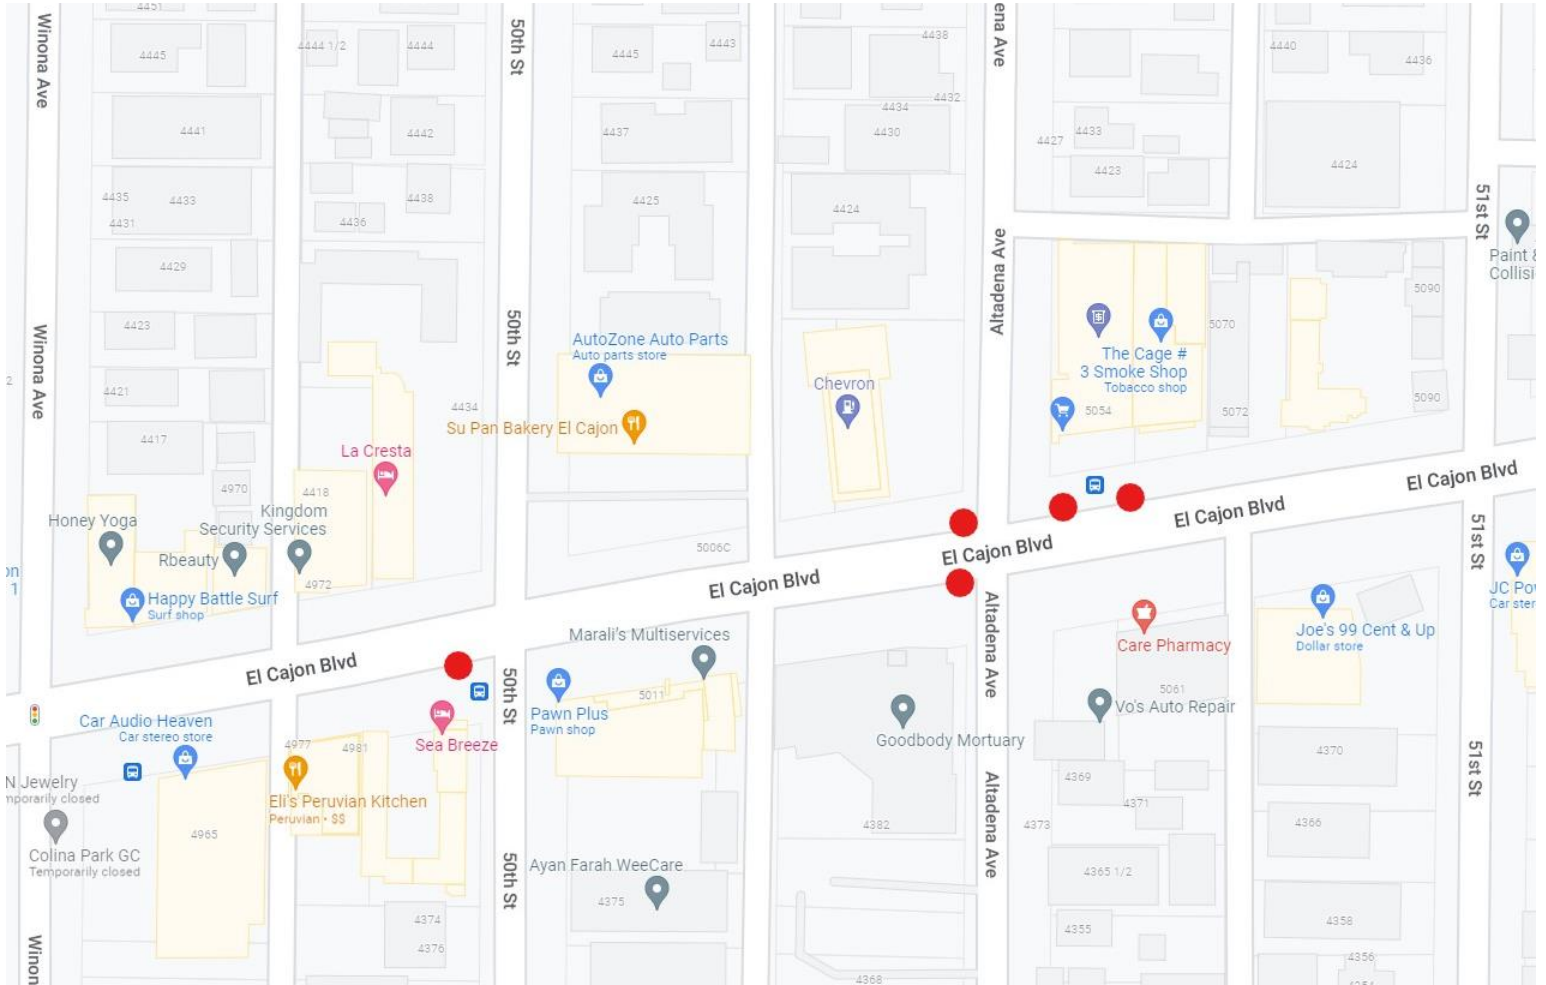 4451
Winona Ave
4445
4444 1/2
4444
50th St
4445
4443
4438
ena Ave
4440
4436
4441
4442
4437
4434
4432
4430
4427
4433
4423
4424
4435
4433
4431
4438
4436
4425
4424
51st St
Paint &
Collisi
4429
Altapena Ave
5090
4423
Winona Ave
50th St
AutoZone Auto Parts
Auto parts store
5070
The Cage #
3 Smoke Shop
Tobacco shop
2
4421
4434
Chevron
5054
5072
5090
4417
Su Pan Bakery El Cajon
La Cresta
4970
4418
El Cajon Blvd
Honey Yoga
Kingdom
Security Services
El Cajon Blvd
Rbeauty
4972
5006C
El Cajon Blvd
51st St
on
1
Happy Battle Surf
Surf shop
El Cajon Blvd
JC Po
Car ster
Marali's Multiservices
Altadena Ave
Care Pharmacy
Joe's 99 Cent & Up
Dollar store
El Cajon Blvd
50th St
5011
5061
Car Audio Heaven
Car stereo store
Pawn Plus
Pawn shop
Vo's Auto Repair
4977
4981
Sea Breeze
Goodbody Mortuary
4370
51st St
N Jewelry
mporarily closed
Eli's Peruvian Kitchen
Peruvian • $$
4369
4371
Altadena Ave
4965
4382
4373
4366
Colina Park GC
Temporarily closed
Ayan Farah WeeCare
50th St
4365 1/2
4375
4374
4376
4355
4358
Winon
4356
4368